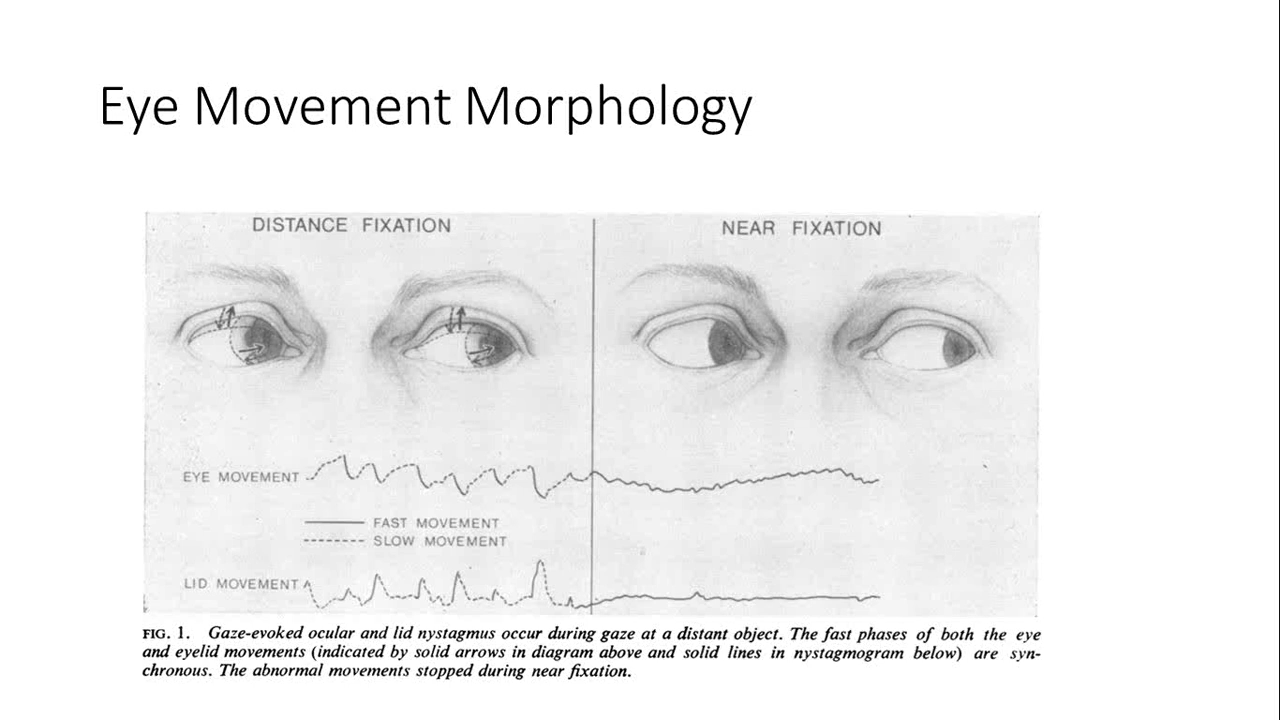 Eye Movement Morphology
DISTANCE FIXATION
NEAR FIXATION
EYE MOVEMENT
FAST MOVEMENT
SLOW MOVEMENT
LID MOVEMENT
FIG. 1. Gaze-evoked ocular and lid nystagmus occur during gaze at a distant object. The fast phases of both the eye
and eyelid movements (indicated by solid arrows in diagram above and solid lines in nystagmogram below) are syn-
chronous. The abnormal movements stopped during near fixation.